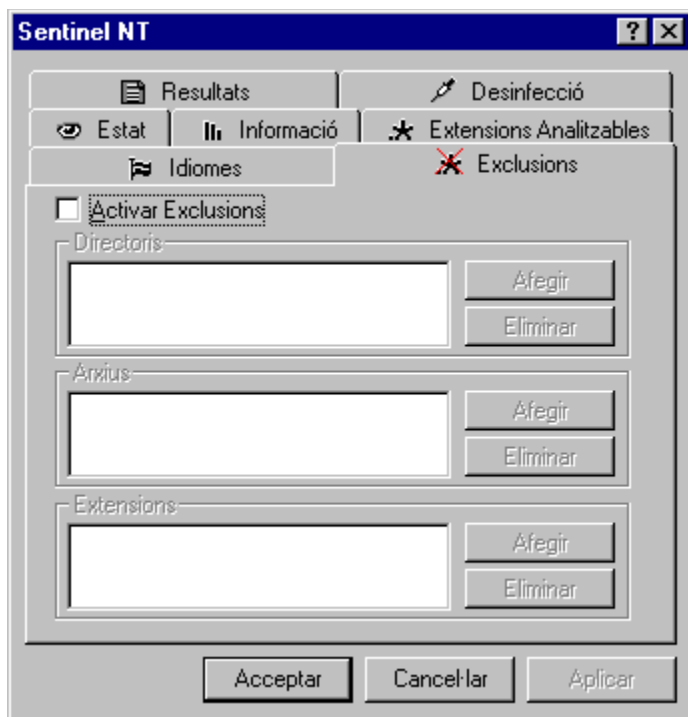 Sentinel NT
Resultats Desinfecció
Estat Informació Extensions Analitzables
Idiomes Exclusions
Activar Exclusions
Directoris
Afegir
Eliminar
Arxius
Afegir
Eliminar
Extensions
Afegir
Eliminar
Acceptar Cancel·lar Aplicar